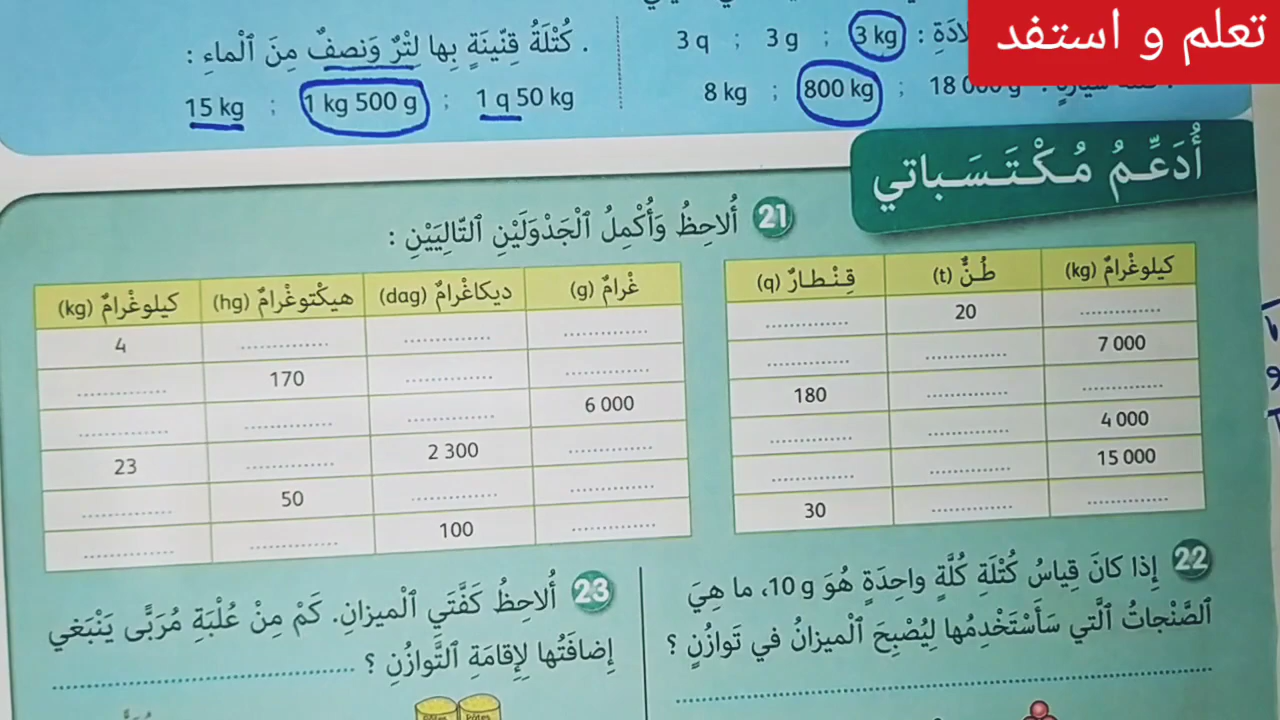 تعلم و استفد
3 kg ; 3 g ; 3 q
800 kg ; 8 kg
. كُتْلَةُ قِنّينَةٍ بِها لِتْرٌ وَنصفٌ مِنَ ٱلْماءِ :
1 q 50 kg ; 1 kg 500 g ; 15 kg
أُدَعِّمُ مُكْتَسَباتي
21 أُلاحِظُ وَأُكْمِلُ ٱلْجَدْوَلَيْنِ ٱلتّالِيَيْنِ :
كيلوغْرامٌ (kg) طُنٌّ (t) قِنْطارٌ (q)
............ 20 ............
7 000 ............ ............
............ ............ 180
4 000 ............ ............
15 000 ............ ............
............ ............ 30
غْرامٌ (g) ديكاغْرامٌ (dag) هيكْتوغْرامٌ (hg) كيلوغْرامٌ (kg)
............ ............ ............ 4
............ ............ 170 ............
6 000 ............ ............ ............
............ 2 300 ............ 23
............ ............ 50 ............
............ 100 ............ ............
22 إِذا كانَ قِياسُ كُتْلَةِ كُلَّةٍ واحِدَةٍ هُوَ 10 g، ما هِيَ
ٱلصَّنْجاتُ ٱلَّتي سَأَسْتَخْدِمُها لِيُصْبِحَ ٱلْميزانُ في تَوازُنٍ ؟
............
23 أُلاحِظُ كَفَّتَيِ ٱلْميزانِ. كَمْ مِنْ عُلْبَةِ مُرَبًّى يَنْبَغي
إِضافَتُها لِإِقامَةِ ٱلتَّوازُنِ ؟ ............
Pâtes Pâtes